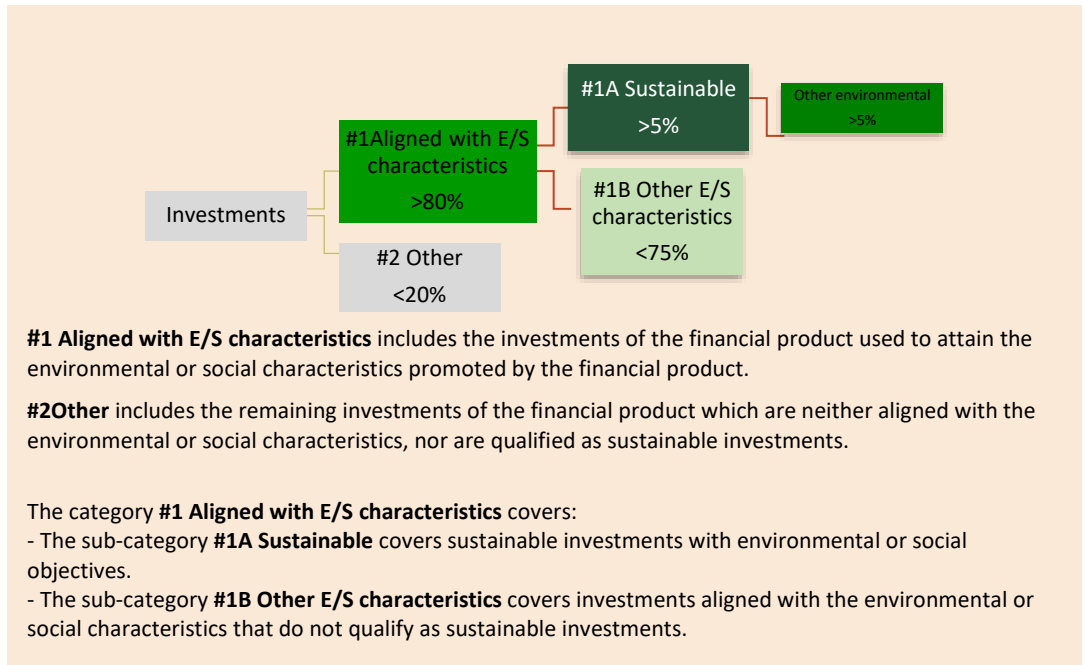 Investments
#1Aligned with E/S
characteristics
>80%
#2 Other
<20%
#1A Sustainable
>5%
#1B Other E/S
characteristics
<75%
Other environmental
>5%
#1 Aligned with E/S characteristics includes the investments of the financial product used to attain the
environmental or social characteristics promoted by the financial product.
#2Other includes the remaining investments of the financial product which are neither aligned with the
environmental or social characteristics, nor are qualified as sustainable investments.
The category #1 Aligned with E/S characteristics covers:
- The sub-category #1A Sustainable covers sustainable investments with environmental or social
objectives.
- The sub-category #1B Other E/S characteristics covers investments aligned with the environmental or
social characteristics that do not qualify as sustainable investments.